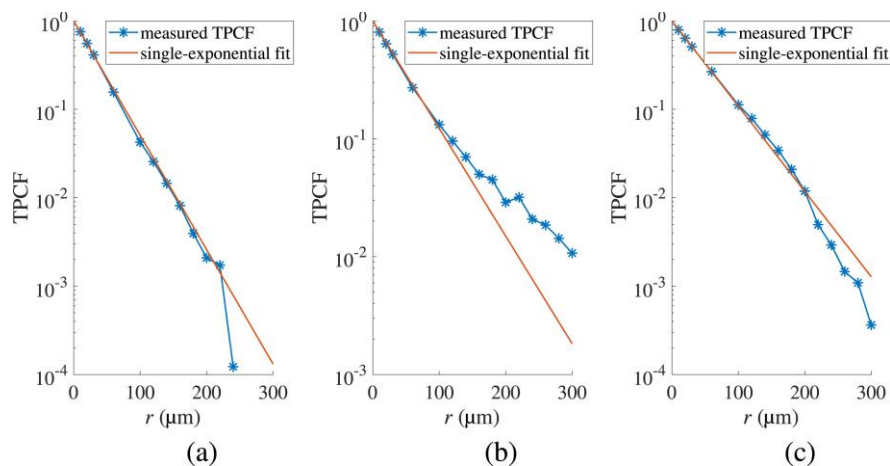 10^0
10^-1
10^-2
10^-3
10^-4
TPCF
0
100
200
300
r (µm)
measured TPCF
single-exponential fit
(a)
10^0
10^-1
10^-2
10^-3
TPCF
0
100
200
300
r (µm)
measured TPCF
single-exponential fit
(b)
10^0
10^-1
10^-2
10^-3
10^-4
TPCF
0
100
200
300
r (µm)
measured TPCF
single-exponential fit
(c)